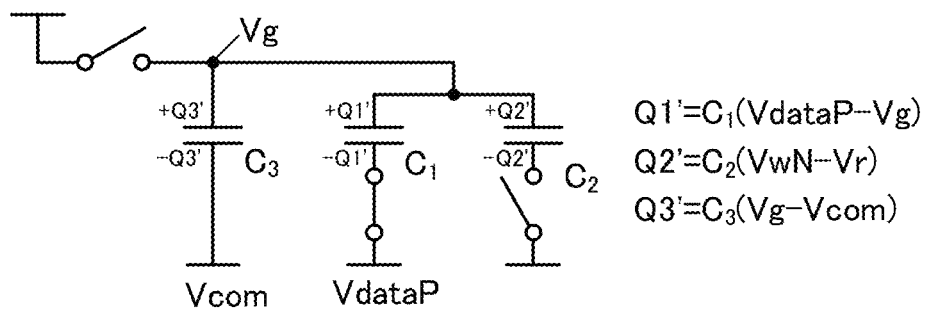 Vg
+Q3'
-Q3'
C₃
+Q1'
-Q1'
C₁
+Q2'
-Q2'
C₂
Vcom
VdataP
Q1'=C₁(VdataP-Vg)
Q2'=C₂(VwN-Vr)
Q3'=C₃(Vg-Vcom)